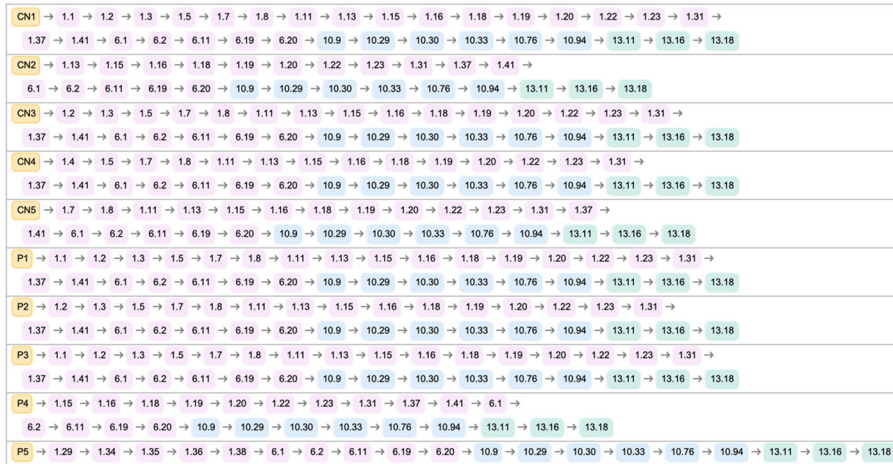 CN1 → 1.1 → 1.2 → 1.3 → 1.5 → 1.7 → 1.8 → 1.11 → 1.13 → 1.15 → 1.16 → 1.18 → 1.19 → 1.20 → 1.22 → 1.23 → 1.31 →
1.37 → 1.41 → 6.1 → 6.2 → 6.11 → 6.19 → 6.20 → 10.9 → 10.29 → 10.30 → 10.33 → 10.76 → 10.94 → 13.11 → 13.16 → 13.18
CN2 → 1.13 → 1.15 → 1.16 → 1.18 → 1.19 → 1.20 → 1.22 → 1.23 → 1.31 → 1.37 → 1.41 →
6.1 → 6.2 → 6.11 → 6.19 → 6.20 → 10.9 → 10.29 → 10.30 → 10.33 → 10.76 → 10.94 → 13.11 → 13.16 → 13.18
CN3 → 1.2 → 1.3 → 1.5 → 1.7 → 1.8 → 1.11 → 1.13 → 1.15 → 1.16 → 1.18 → 1.19 → 1.20 → 1.22 → 1.23 → 1.31 →
1.37 → 1.41 → 6.1 → 6.2 → 6.11 → 6.19 → 6.20 → 10.9 → 10.29 → 10.30 → 10.33 → 10.76 → 10.94 → 13.11 → 13.16 → 13.18
CN4 → 1.4 → 1.5 → 1.7 → 1.8 → 1.11 → 1.13 → 1.15 → 1.16 → 1.18 → 1.19 → 1.20 → 1.22 → 1.23 → 1.31 →
1.37 → 1.41 → 6.1 → 6.2 → 6.11 → 6.19 → 6.20 → 10.9 → 10.29 → 10.30 → 10.33 → 10.76 → 10.94 → 13.11 → 13.16 → 13.18
CN5 → 1.7 → 1.8 → 1.11 → 1.13 → 1.15 → 1.16 → 1.18 → 1.19 → 1.20 → 1.22 → 1.23 → 1.31 → 1.37 →
1.41 → 6.1 → 6.2 → 6.11 → 6.19 → 6.20 → 10.9 → 10.29 → 10.30 → 10.33 → 10.76 → 10.94 → 13.11 → 13.16 → 13.18
P1 → 1.1 → 1.2 → 1.3 → 1.5 → 1.7 → 1.8 → 1.11 → 1.13 → 1.15 → 1.16 → 1.18 → 1.19 → 1.20 → 1.22 → 1.23 → 1.31 →
1.37 → 1.41 → 6.1 → 6.2 → 6.11 → 6.19 → 6.20 → 10.9 → 10.29 → 10.30 → 10.33 → 10.76 → 10.94 → 13.11 → 13.16 → 13.18
P2 → 1.2 → 1.3 → 1.5 → 1.7 → 1.8 → 1.11 → 1.13 → 1.15 → 1.16 → 1.18 → 1.19 → 1.20 → 1.22 → 1.23 → 1.31 →
1.37 → 1.41 → 6.1 → 6.2 → 6.11 → 6.19 → 6.20 → 10.9 → 10.29 → 10.30 → 10.33 → 10.76 → 10.94 → 13.11 → 13.16 → 13.18
P3 → 1.1 → 1.2 → 1.3 → 1.5 → 1.7 → 1.8 → 1.11 → 1.13 → 1.15 → 1.16 → 1.18 → 1.19 → 1.20 → 1.22 → 1.23 → 1.31 →
1.37 → 1.41 → 6.1 → 6.2 → 6.11 → 6.19 → 6.20 → 10.9 → 10.29 → 10.30 → 10.33 → 10.76 → 10.94 → 13.11 → 13.16 → 13.18
P4 → 1.15 → 1.16 → 1.18 → 1.19 → 1.20 → 1.22 → 1.23 → 1.31 → 1.37 → 1.41 → 6.1 →
6.2 → 6.11 → 6.19 → 6.20 → 10.9 → 10.29 → 10.30 → 10.33 → 10.76 → 10.94 → 13.11 → 13.16 → 13.18
P5 → 1.29 → 1.34 → 1.35 → 1.36 → 1.38 → 6.1 → 6.2 → 6.11 → 6.19 → 6.20 → 10.9 → 10.29 → 10.30 → 10.33 → 10.76 → 10.94 → 13.11 → 13.16 → 13.18